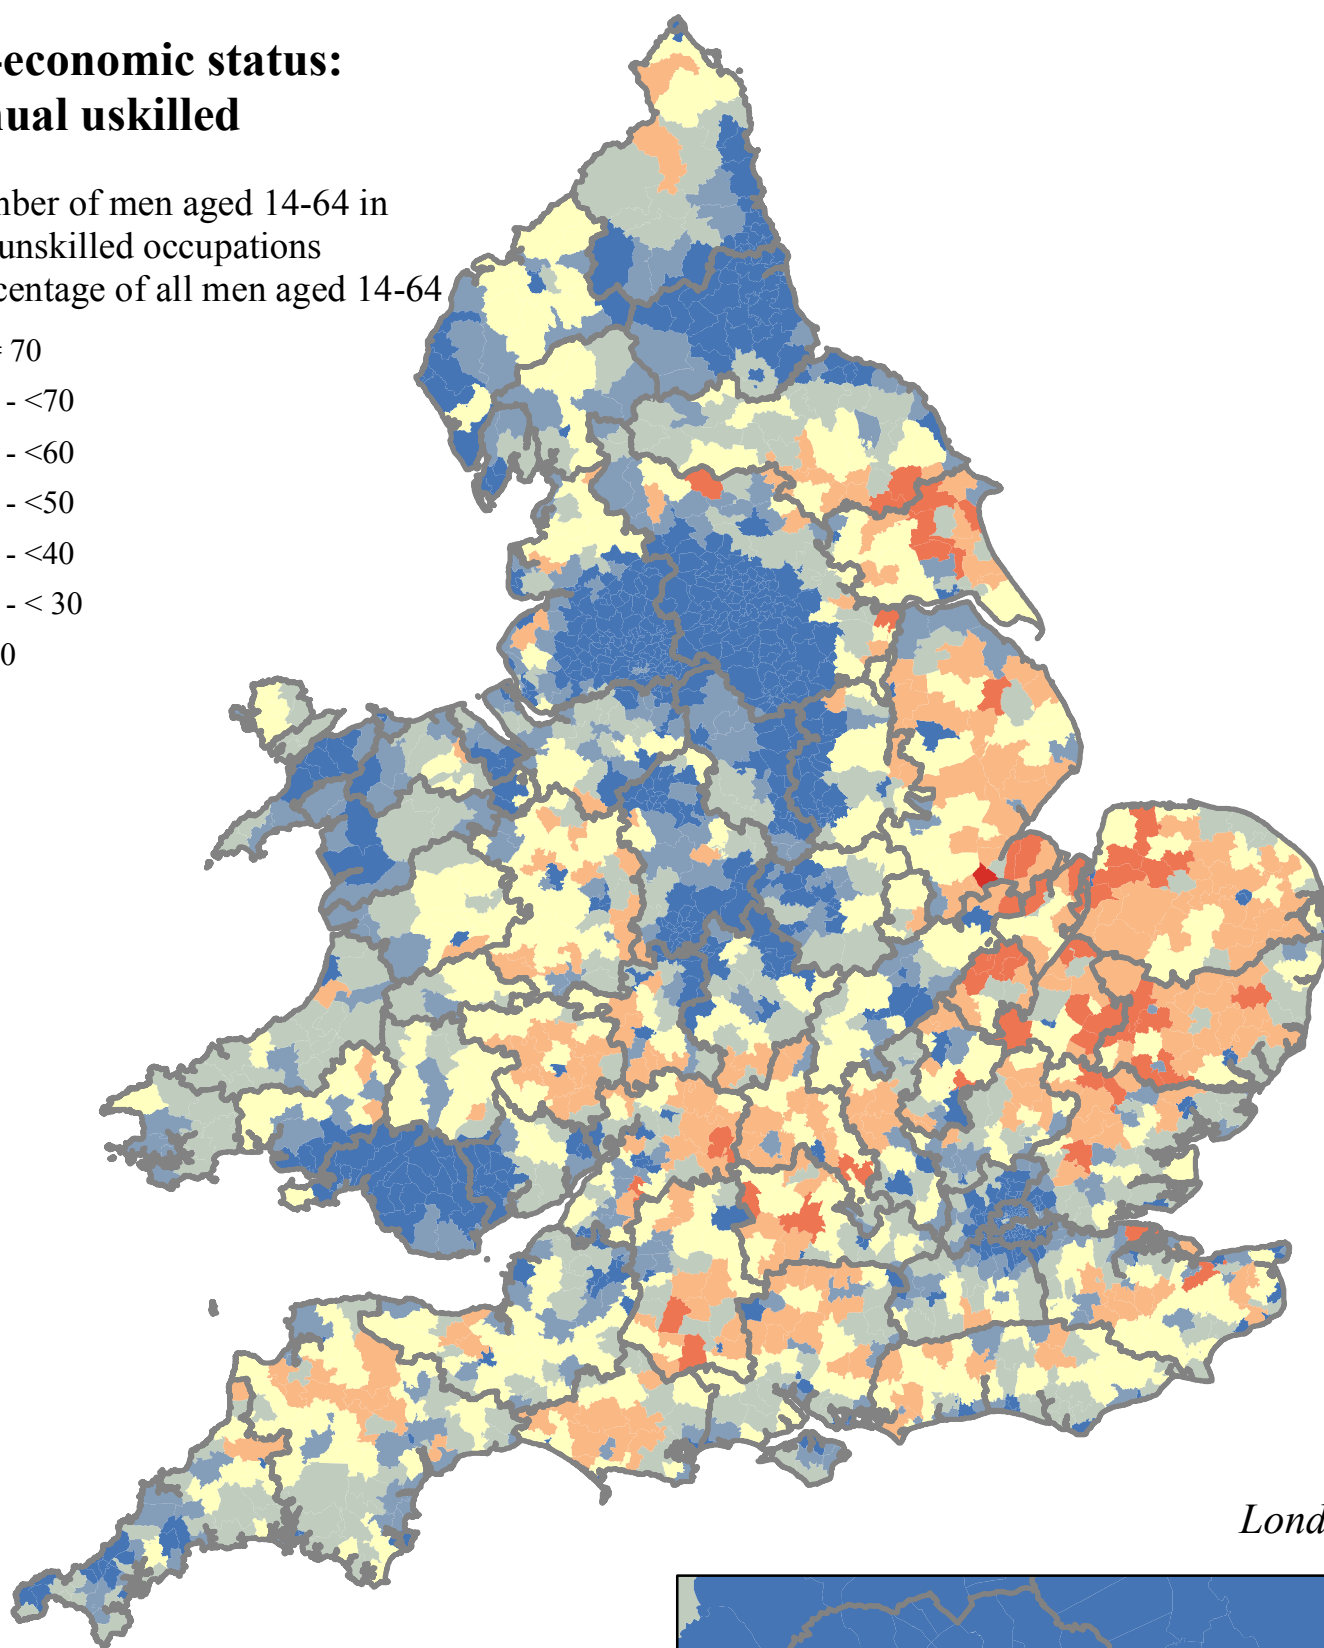 -economic status:
nual uskilled
nber of men aged 14-64 in
unskilled occupations
centage of all men aged 14-64
= 70
- <70
- <60
- <50
- <40
- < 30
0
Lond